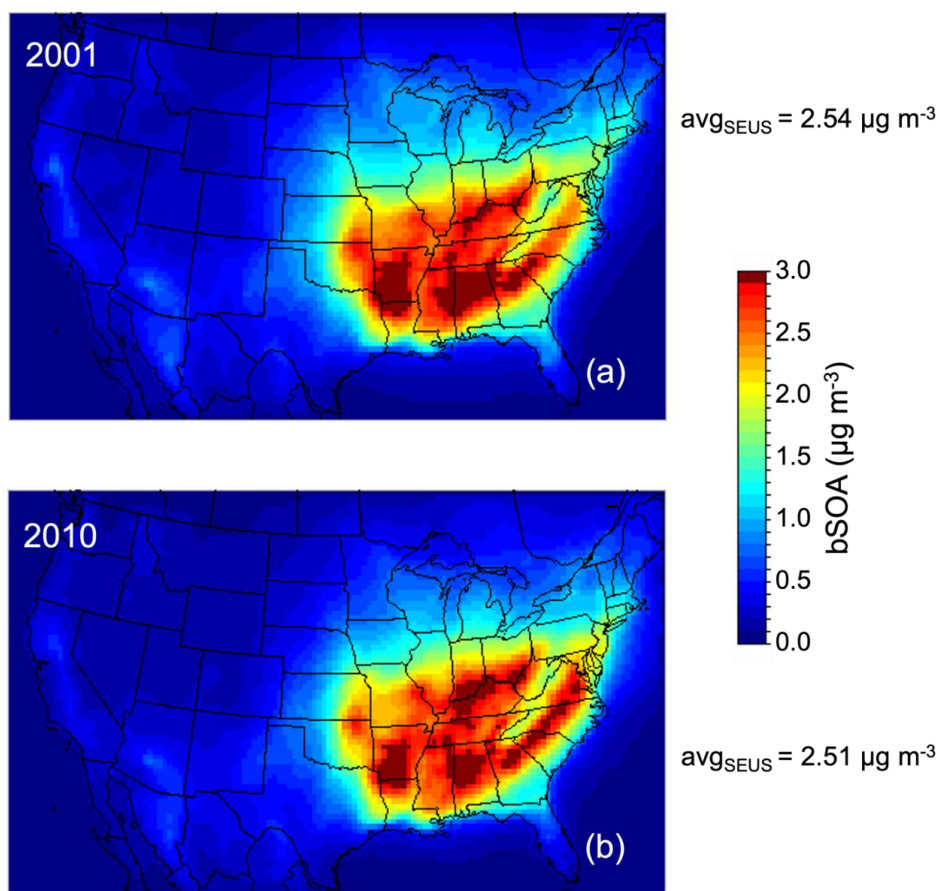 2001
avgSEUS = 2.54 µg m-3
(a)
3.0
2.5
2.0
1.5
1.0
0.5
0.0
bSOA (µg m-3)
2010
avgSEUS = 2.51 µg m-3
(b)